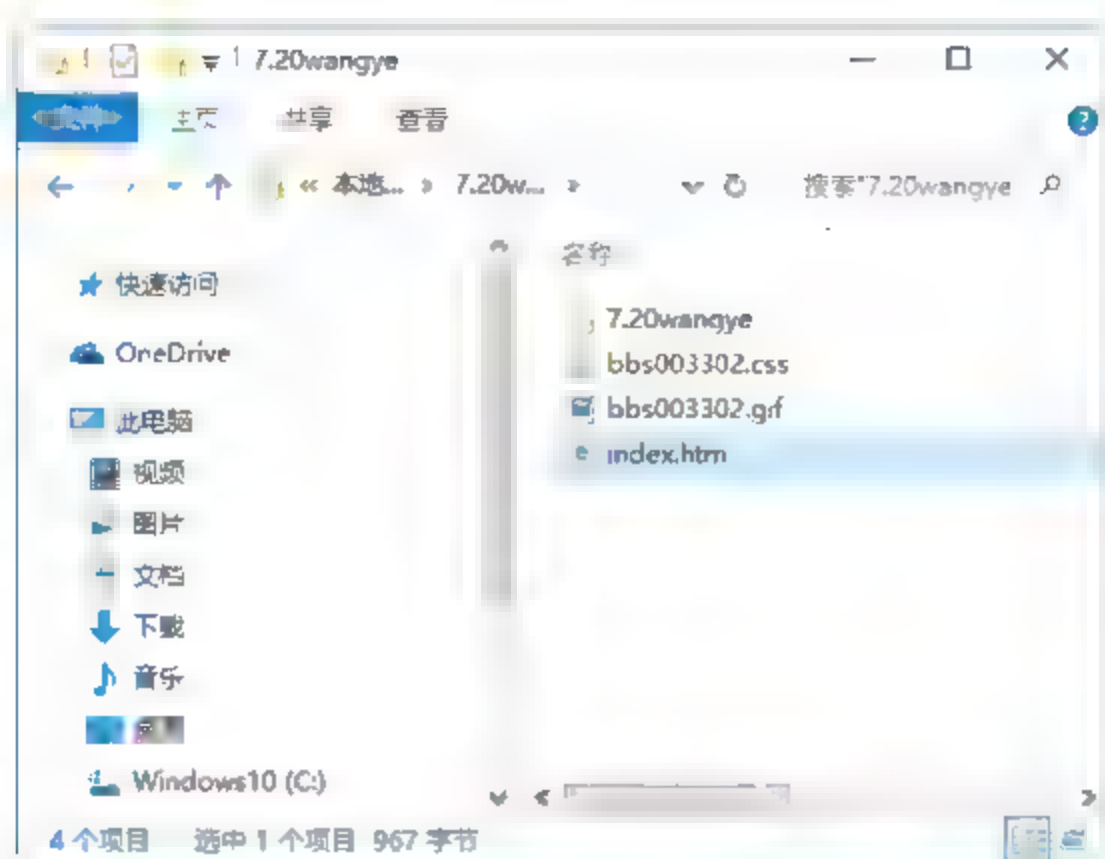 7.20wangye
主页 共享 查看
« 本地... » 7.20w... » 搜索"7.20wangye
名称
快速访问
OneDrive
此电脑
视频
图片
文档
下载
音乐
Windows10 (C:)
7.20wangye
bbs003302.css
bbs003302.gif
index.htm
4 个项目 选中 1 个项目 967 字节